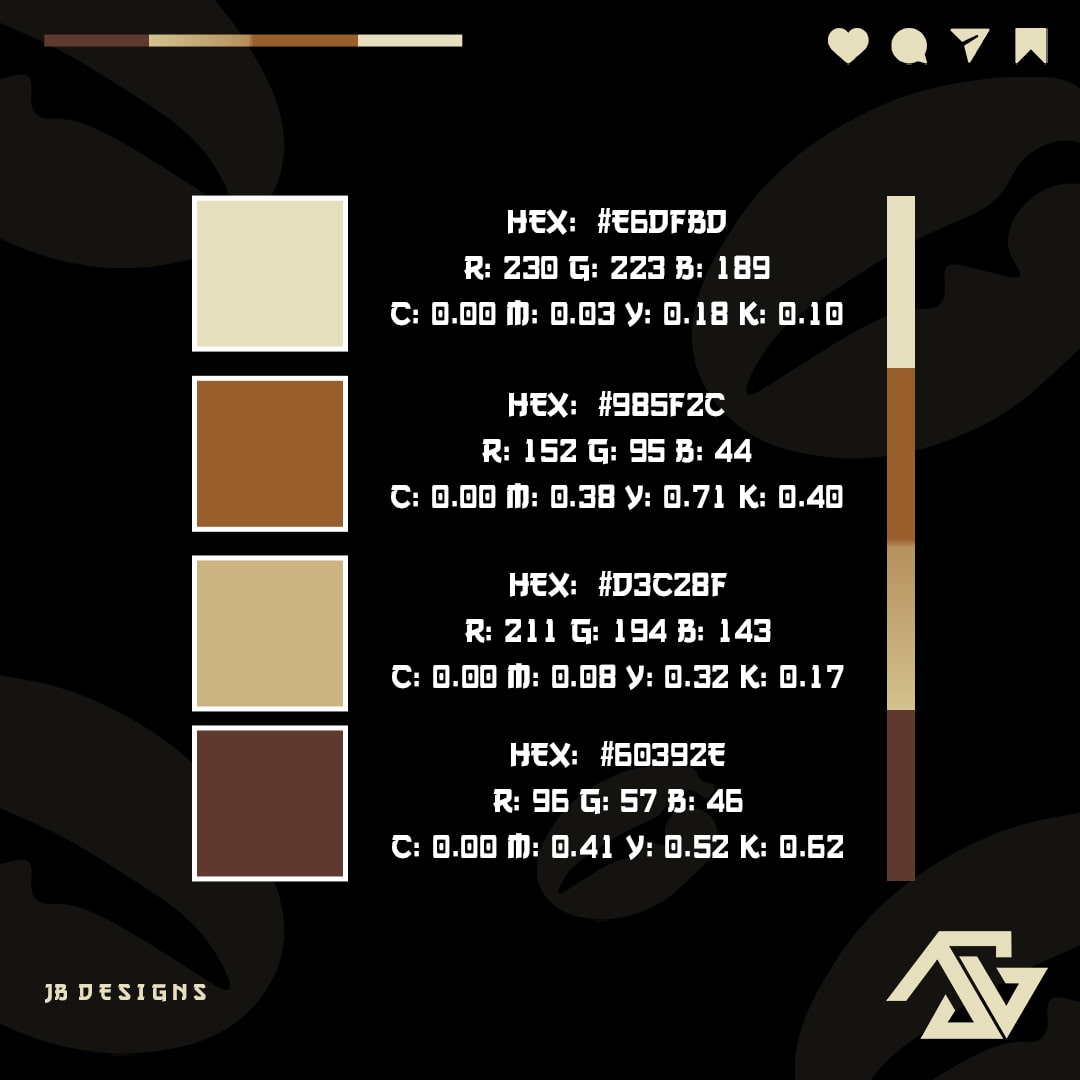 HEX: #E6DFBD
R: 230 G: 223 B: 189
C: 0.00 M: 0.03 Y: 0.18 K: 0.10
HEX: #985F2C
R: 152 G: 95 B: 44
C: 0.00 M: 0.38 Y: 0.71 K: 0.40
HEX: #D3C28F
R: 211 G: 194 B: 143
C: 0.00 M: 0.08 Y: 0.32 K: 0.17
HEX: #60392E
R: 96 G: 57 B: 46
C: 0.00 M: 0.41 Y: 0.52 K: 0.62
JB DESIGNS